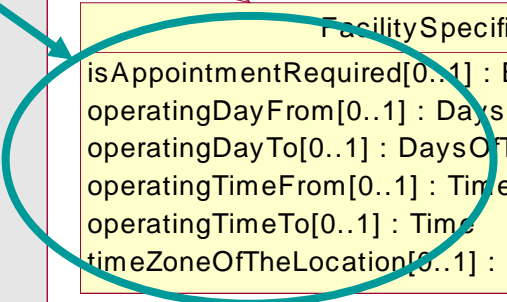 FacilitySpecifi
isAppointmentRequired[0..1] : B
operatingDayFrom[0..1] : Days
operatingDayTo[0..1] : DaysOfT
operatingTimeFrom[0..1] : Time
operatingTimeTo[0..1] : Time
timeZoneOfTheLocation[0..1] :